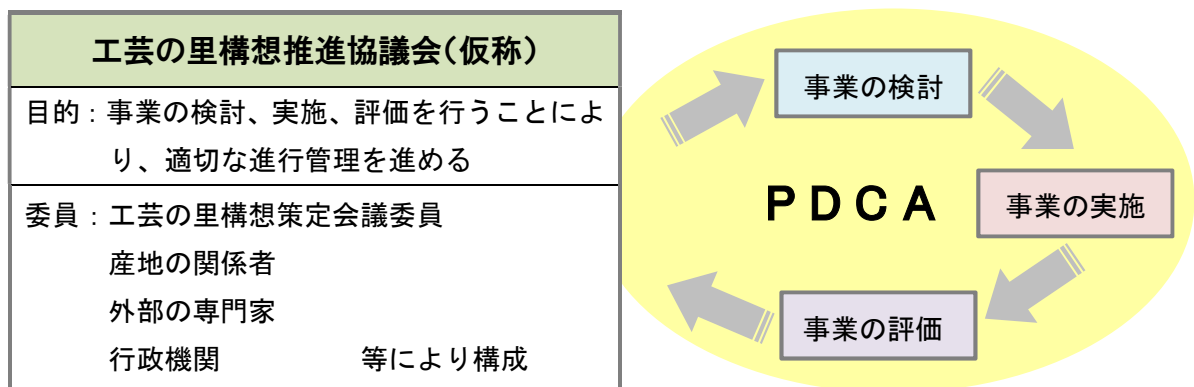 工芸の里構想推進協議会(仮称)
目的:事業の検討、実施、評価を行うことによ
り、適切な進行管理を進める
委員:工芸の里構想策定会議委員
産地の関係者
外部の専門家
行政機関　　　　等により構成
事業の検討
PDCA
事業の実施
事業の評価